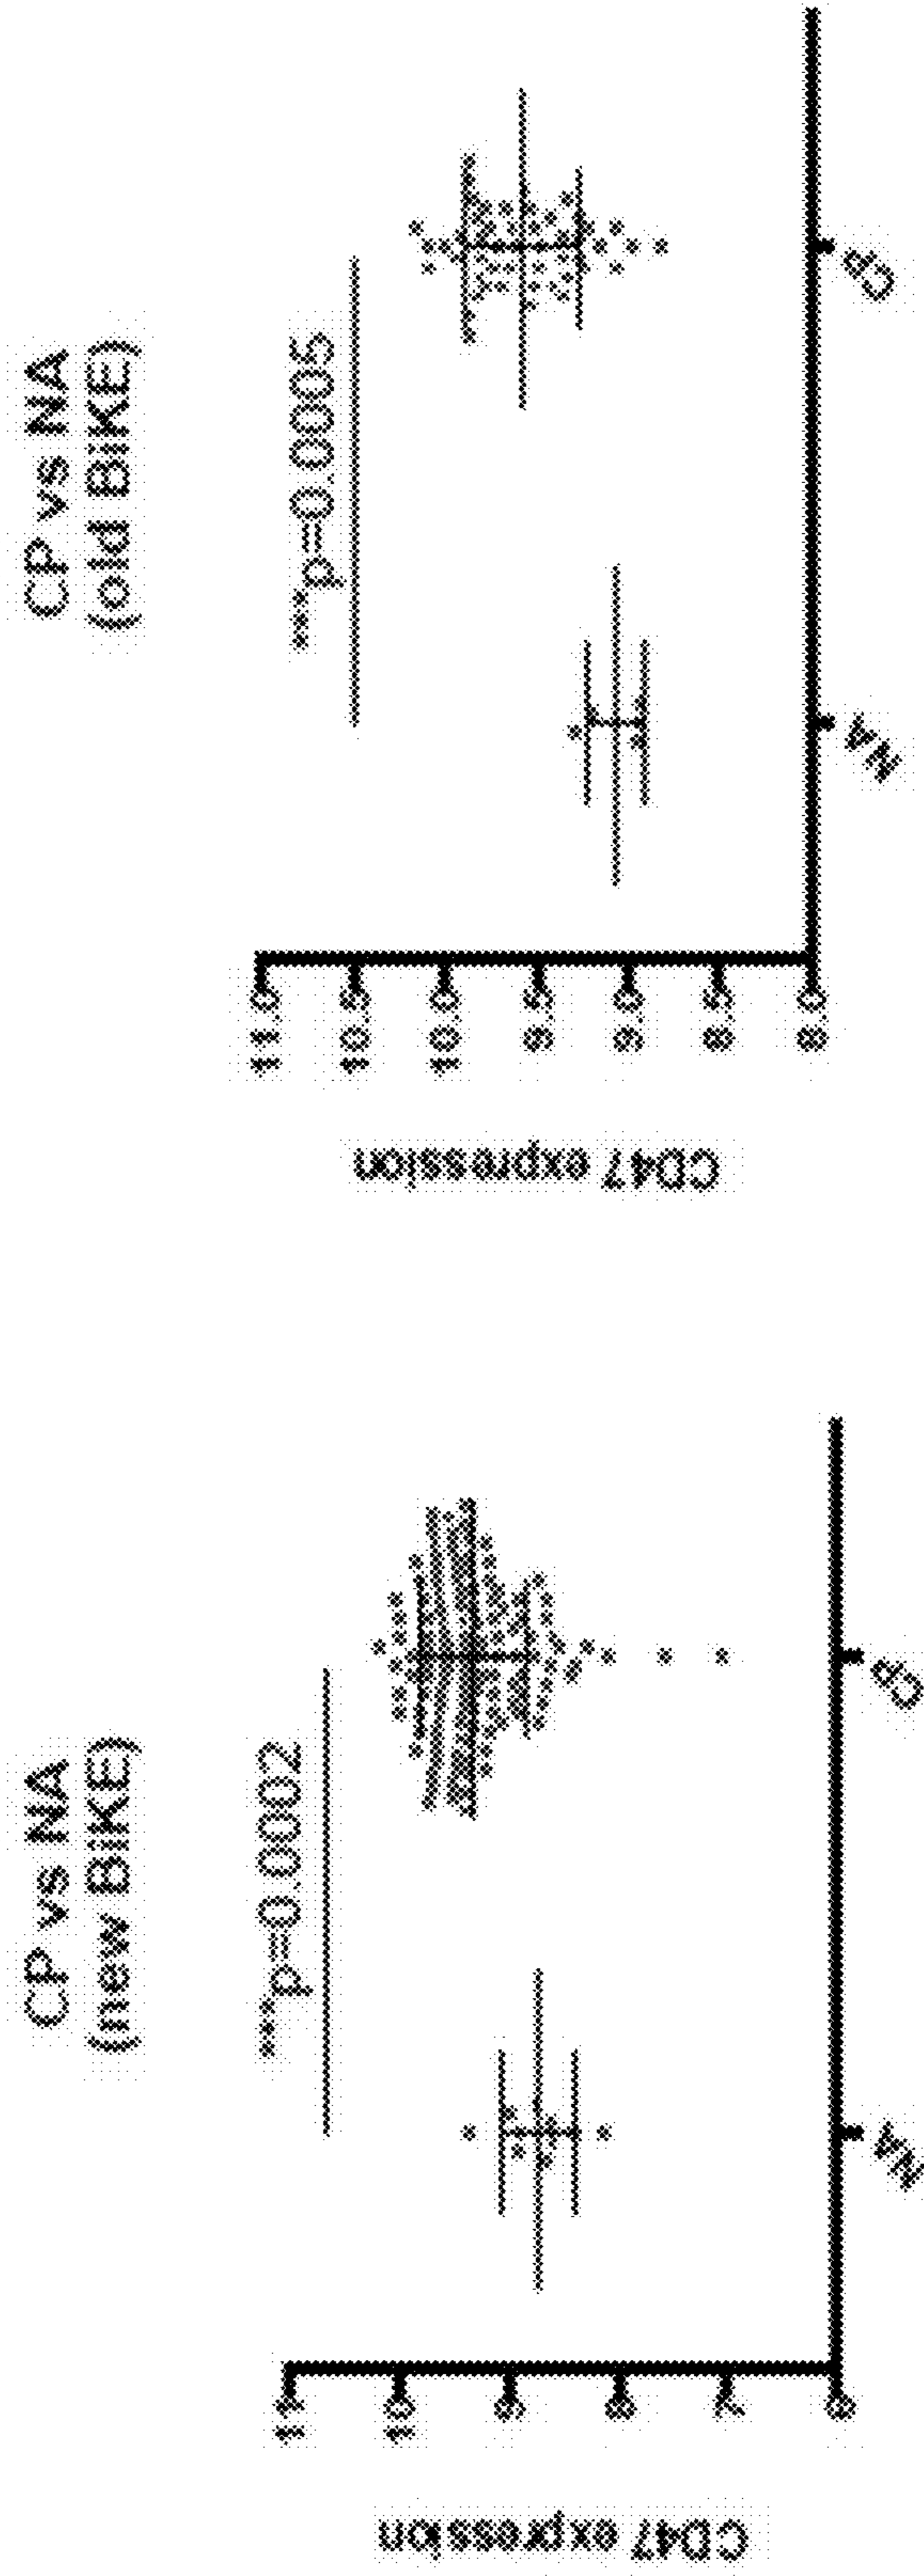 CP vs NA
(new BiKE)
***p=0.0002
11
10
9
8
7
6
CD47 expression
NA
CP
CP vs NA
(old BiKE)
***p=0.0005
11.0
10.5
10.0
9.5
9.0
8.5
8.0
CD47 expression
NA
CP